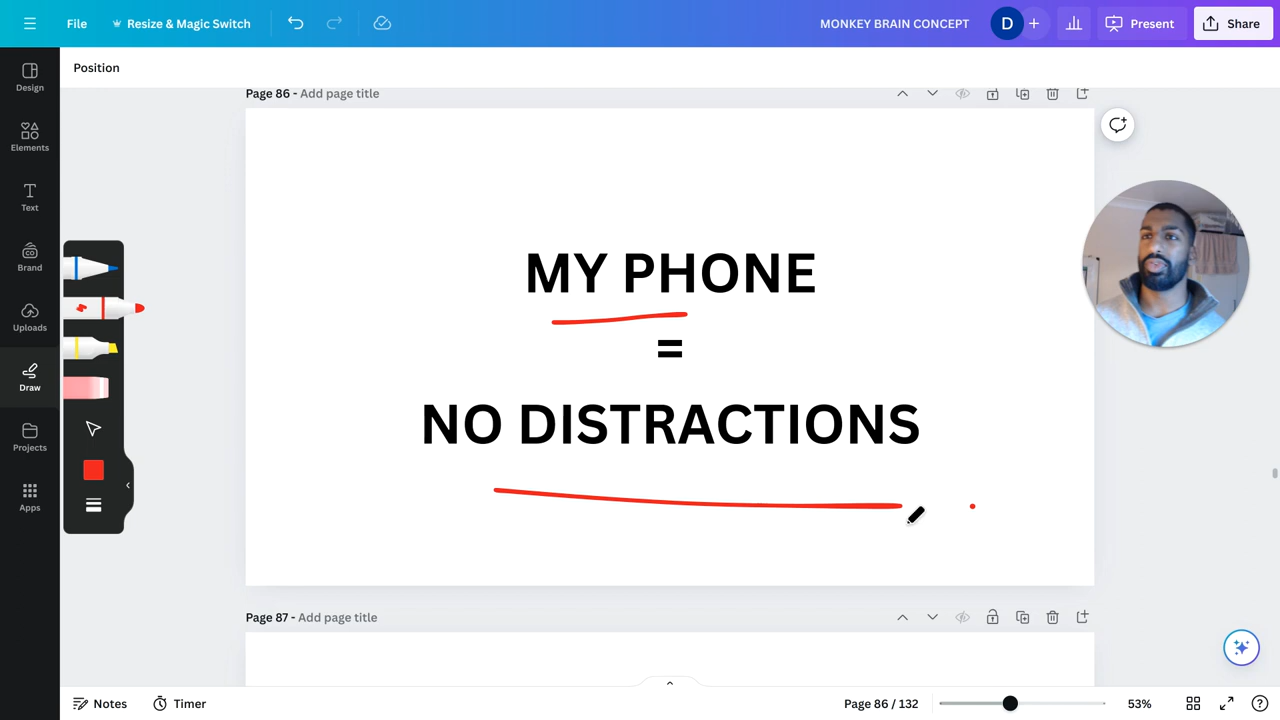 File
Resize & Magic Switch
MONKEY BRAIN CONCEPT
D
+
Present
Share
Position
Design
Elements
Text
Brand
Uploads
Draw
Projects
Apps
Page 86 - Add page title
MY PHONE
=
NO DISTRACTIONS
Page 87 - Add page title
Notes
Timer
Page 86 / 132
53%